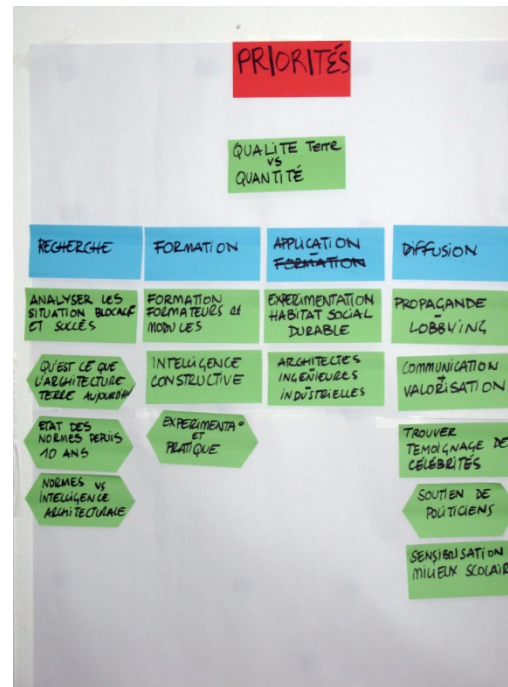 PRIORITÉS
QUALITE Terre
vs
QUANTITÉ
RECHERCHE
ANALYSER LES
SITUATION BLOCAGE
ET SUCCÈS
QU'EST CE QUE
L'ARCHITECTURE
TERRE AUJOURD'HUI
ETAT DES
NORMES DEPUIS
10 ANS
NORMES vs
INTELLIGENCE
ARCHITECTURALE
FORMATION
FORMATION
FORMATEURS et
MODULES
INTELLIGENCE
CONSTRUCTIVE
EXPERIMENTA°
ET
PRATIQUE
APPLICATION
FORMATION
EXPERIMENTATION
HABITAT SOCIAL
DURABLE
ARCHITECTES
INGÉNIEURES
INDUSTRIELLES
DIFFUSION
PROPAGANDE
LOBBYING
COMMUNICATION
+
VALORISATION
TROUVER
TEMOIGNAGE DE
CÉLÉBRITÉS
SOUTIEN DE
POLITICIENS
SENSIBILISATION
MILIEUX SCOLAIR